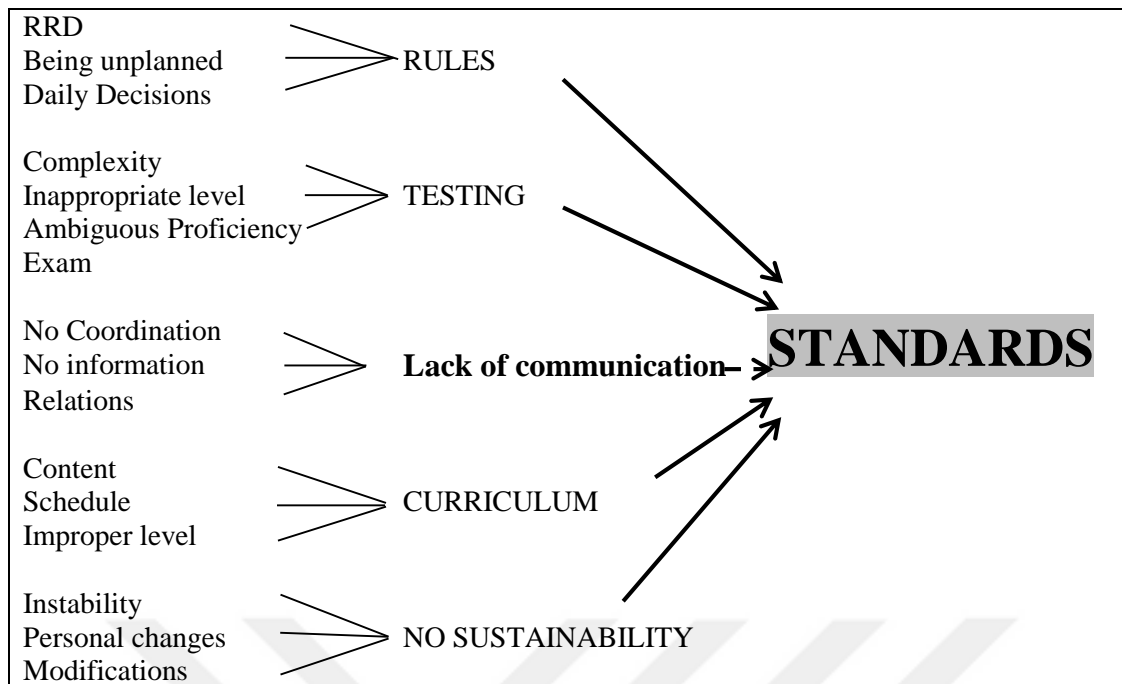 RRD
Being unplanned
Daily Decisions
RULES
Complexity
Inappropriate level
Ambiguous Proficiency
Exam
TESTING
No Coordination
No information
Relations
Lack of communication
Content
Schedule
Improper level
CURRICULUM
Instability
Personal changes
Modifications
NO SUSTAINABILITY
STANDARDS